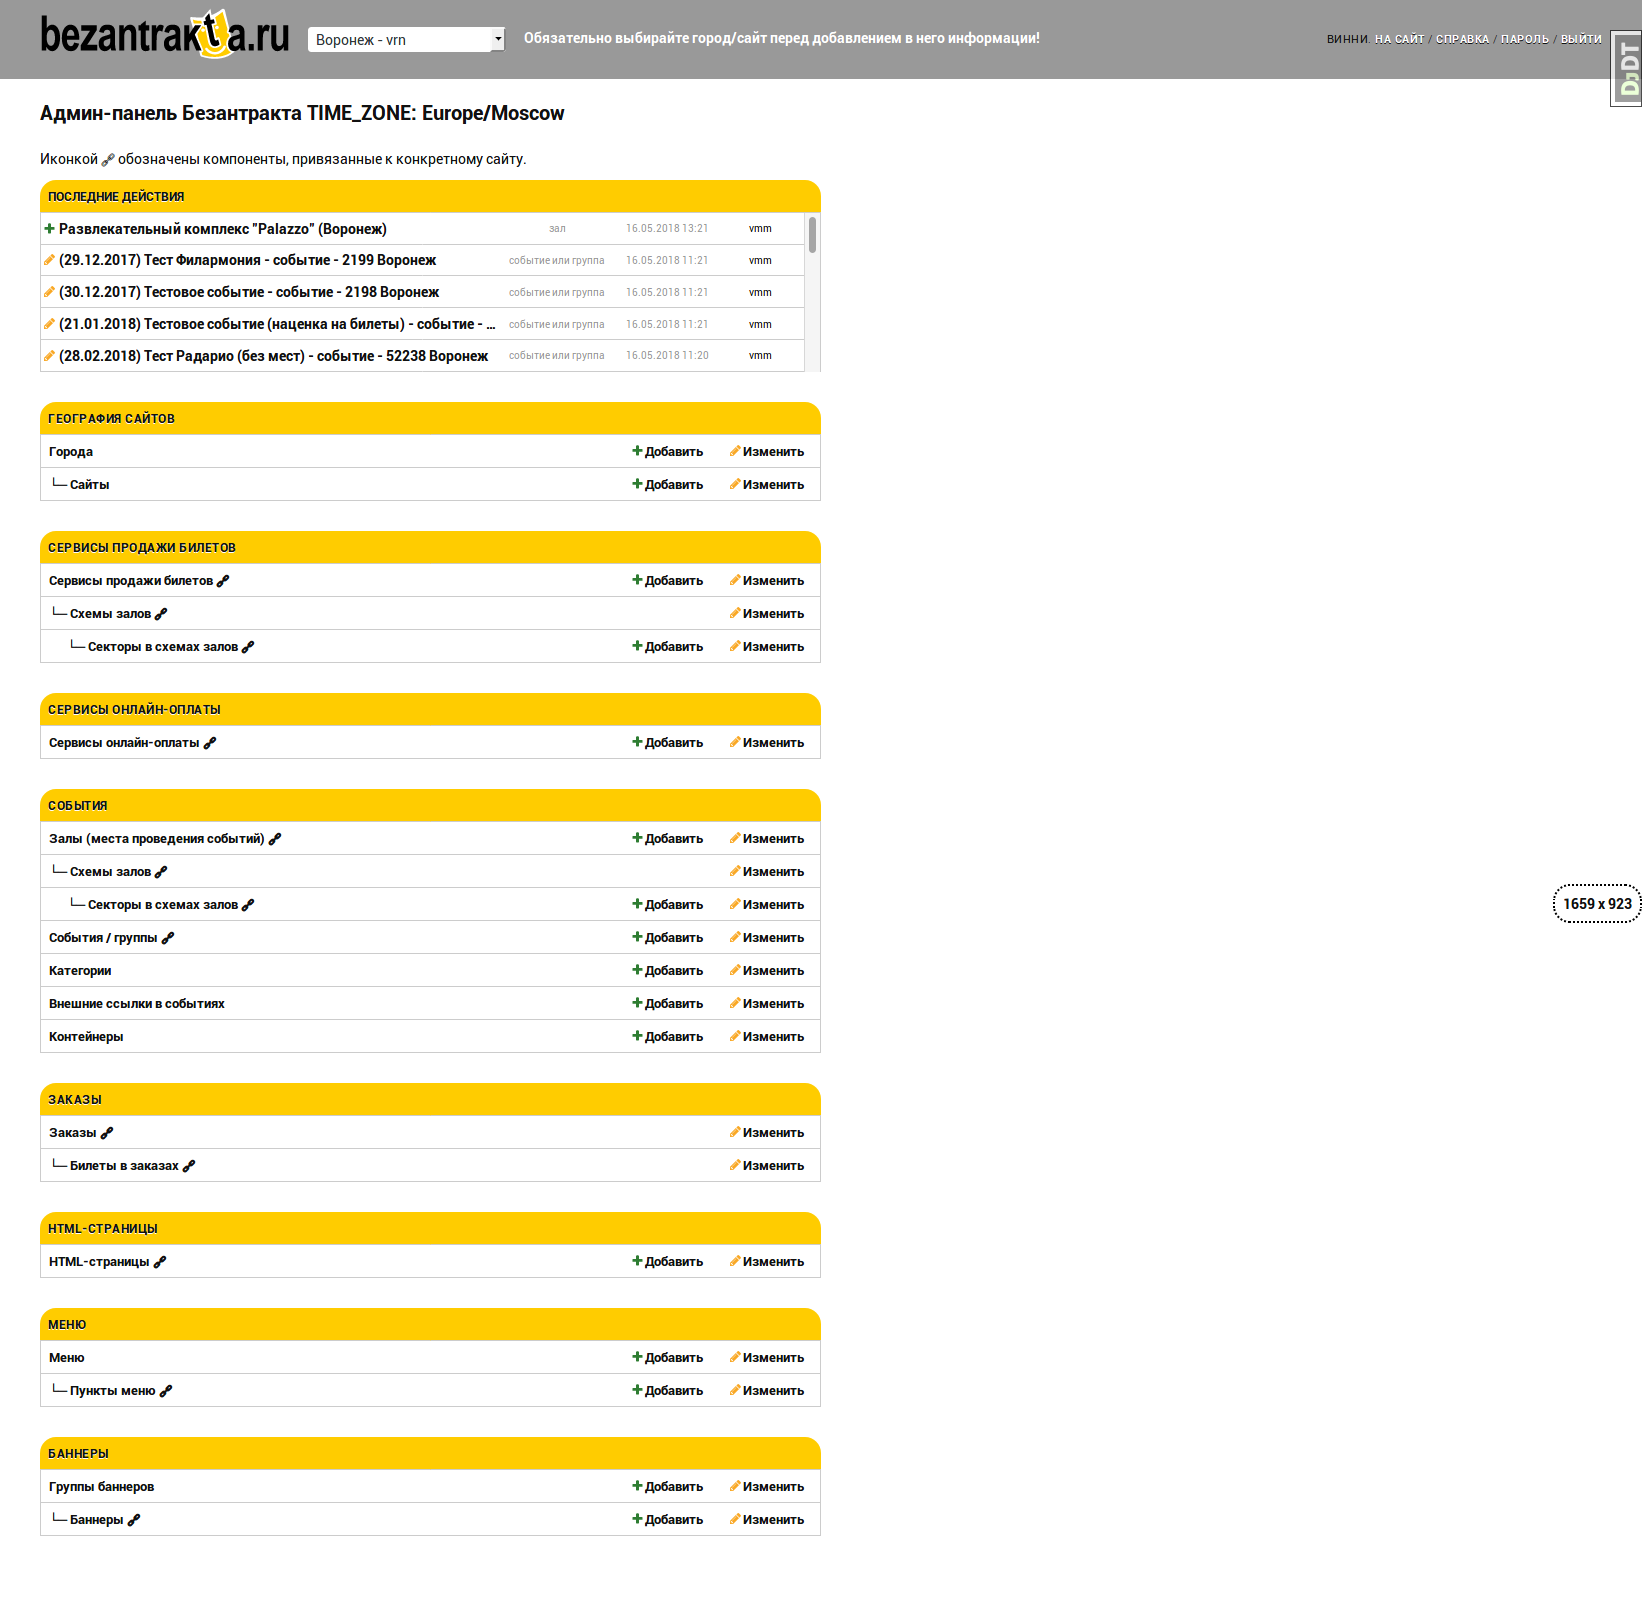 bezantrakta.ru
Воронеж - vrn
Обязательно выбирайте город/сайт перед добавлением в него информации!
ВИННИ. НА САЙТ / СПРАВКА / ПАРОЛЬ / ВЫЙТИ
DjDT
Админ-панель Безантракта TIME_ZONE: Europe/Moscow
Иконкой обозначены компоненты, привязанные к конкретному сайту.
ПОСЛЕДНИЕ ДЕЙСТВИЯ
Развлекательный комплекс "Palazzo" (Воронеж) зал 16.05.2018 13:21 vmm
(29.12.2017) Тест Филармония - событие - 2199 Воронеж событие или группа 16.05.2018 11:21 vmm
(30.12.2017) Тестовое событие - событие - 2198 Воронеж событие или группа 16.05.2018 11:21 vmm
(21.01.2018) Тестовое событие (наценка на билеты) - событие - ... событие или группа 16.05.2018 11:21 vmm
(28.02.2018) Тест Радарио (без мест) - событие - 52238 Воронеж событие или группа 16.05.2018 11:20 vmm
ГЕОГРАФИЯ САЙТОВ
Города Добавить Изменить
└─ Сайты Добавить Изменить
СЕРВИСЫ ПРОДАЖИ БИЛЕТОВ
Сервисы продажи билетов Добавить Изменить
└─ Схемы залов Изменить
└─ Секторы в схемах залов Добавить Изменить
СЕРВИСЫ ОНЛАЙН-ОПЛАТЫ
Сервисы онлайн-оплаты Добавить Изменить
СОБЫТИЯ
Залы (места проведения событий) Добавить Изменить
└─ Схемы залов Изменить
└─ Секторы в схемах залов Добавить Изменить
События / группы Добавить Изменить
1659 x 923
Категории Добавить Изменить
Внешние ссылки в событиях Добавить Изменить
Контейнеры Добавить Изменить
ЗАКАЗЫ
Заказы Изменить
└─ Билеты в заказах Изменить
HTML-СТРАНИЦЫ
HTML-страницы Добавить Изменить
МЕНЮ
Меню Добавить Изменить
└─ Пункты меню Добавить Изменить
БАННЕРЫ
Группы баннеров Добавить Изменить
└─ Баннеры Добавить Изменить